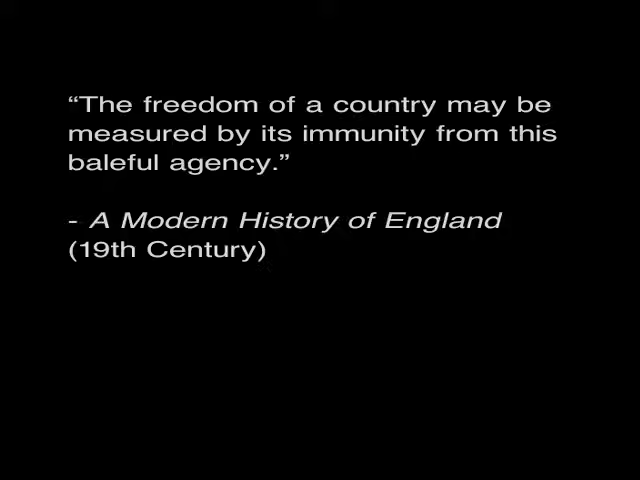 “The freedom of a country may be
measured by its immunity from this
baleful agency.”
- A Modern History of England
(19th Century)